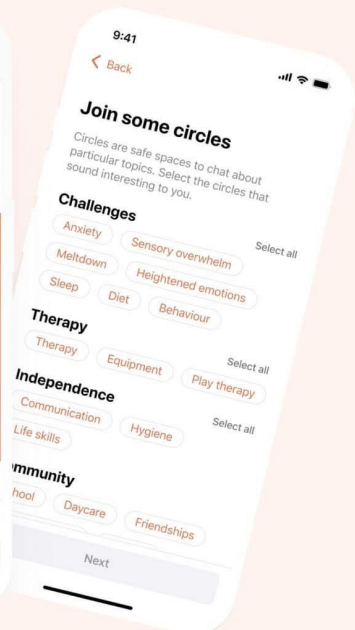 9:41
Back
Join some circles
Circles are safe spaces to chat about
particular topics. Select the circles that
sound interesting to you.
Challenges
Select all
Anxiety
Sensory overwhelm
Meltdown
Heightened emotions
Sleep
Diet
Behaviour
Therapy
Select all
Therapy
Equipment
Play therapy
Independence
Select all
Communication
Hygiene
Life skills
mmunity
hool
Daycare
Friendships
Next